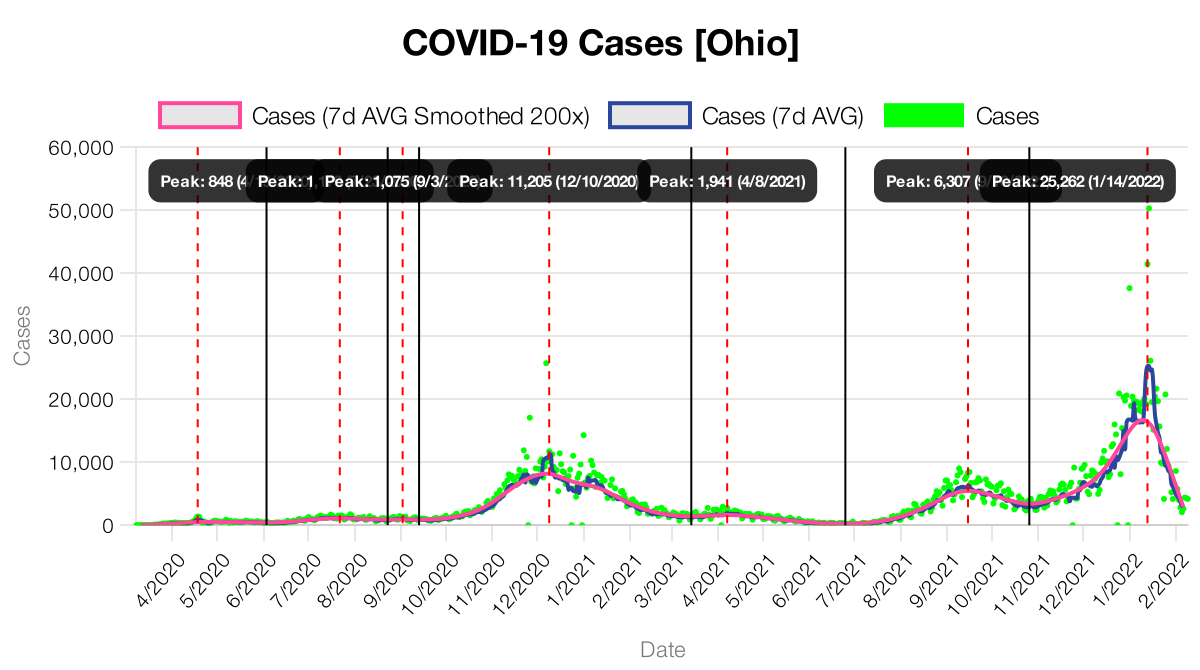 COVID-19 Cases [Ohio]
Cases (7d AVG Smoothed 200x)
Cases (7d AVG)
Cases
60,000
Peak: 848 (4/
Peak: 1,
Peak: 1,075 (9/3/2
Peak: 11,205 (12/10/2020)
Peak: 1,941 (4/8/2021)
Peak: 6,307 (9/
Peak: 25,262 (1/14/2022)
50,000
40,000
30,000
20,000
10,000
0
Cases
4/2020
5/2020
6/2020
7/2020
8/2020
9/2020
10/2020
11/2020
12/2020
1/2021
2/2021
3/2021
4/2021
5/2021
6/2021
7/2021
8/2021
9/2021
10/2021
11/2021
12/2021
1/2022
2/2022
Date